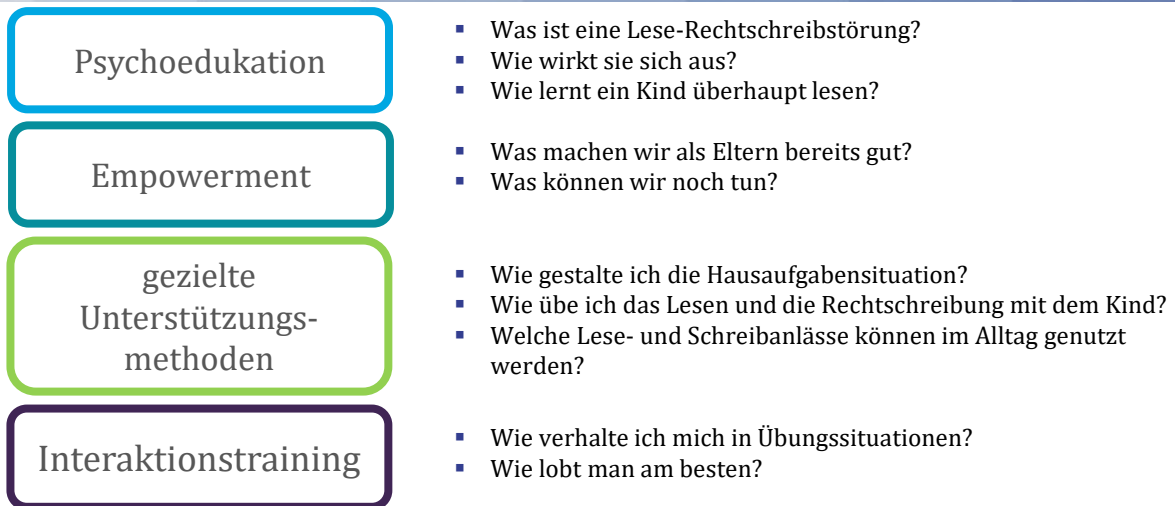 Psychoedukation
▪ Was ist eine Lese-Rechtschreibstörung?
▪ Wie wirkt sie sich aus?
▪ Wie lernt ein Kind überhaupt lesen?
Empowerment
▪ Was machen wir als Eltern bereits gut?
▪ Was können wir noch tun?
gezielte
Unterstützungs-
methoden
▪ Wie gestalte ich die Hausaufgabensituation?
▪ Wie übe ich das Lesen und die Rechtschreibung mit dem Kind?
▪ Welche Lese- und Schreibanlässe können im Alltag genutzt
werden?
Interaktionstraining
▪ Wie verhalte ich mich in Übungssituationen?
▪ Wie lobt man am besten?